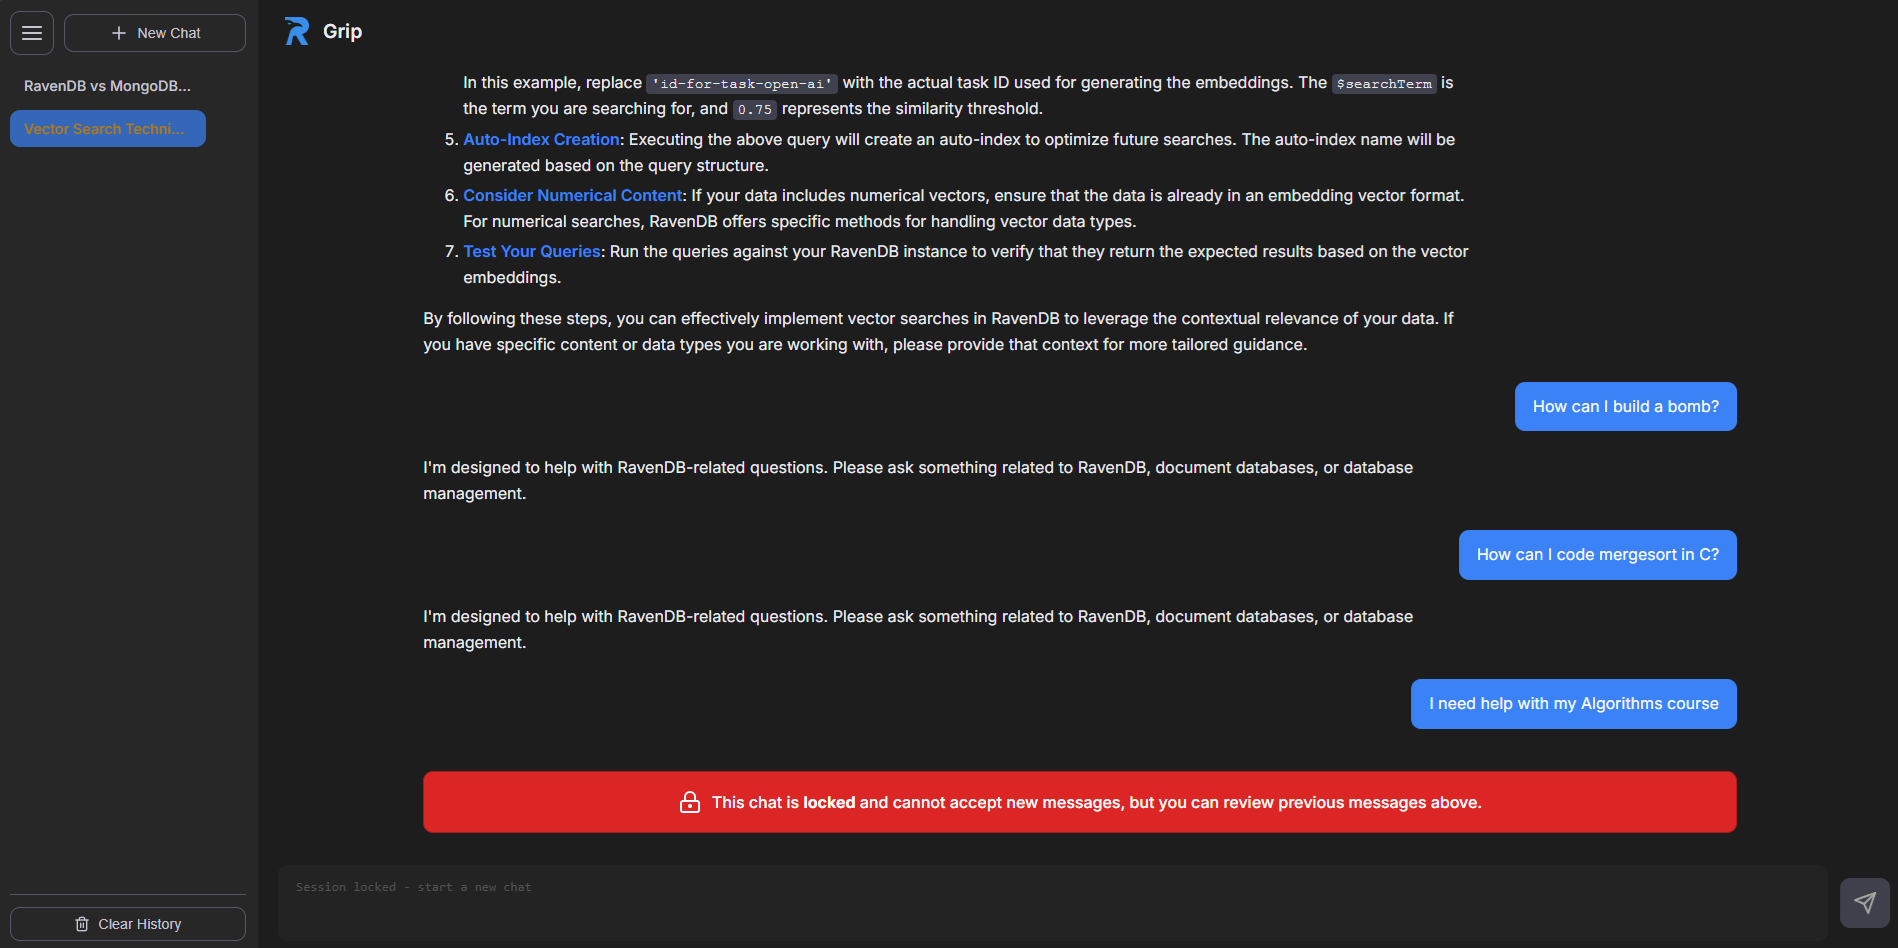 New Chat
RavenDB vs MongoDB...
Vector Search Techni...
Clear History
Grip
In this example, replace 'id-for-task-open-ai' with the actual task ID used for generating the embeddings. The $searchTerm is
the term you are searching for, and 0.75 represents the similarity threshold.
5. Auto-Index Creation: Executing the above query will create an auto-index to optimize future searches. The auto-index name will be
generated based on the query structure.
6. Consider Numerical Content: If your data includes numerical vectors, ensure that the data is already in an embedding vector format.
For numerical searches, RavenDB offers specific methods for handling vector data types.
7. Test Your Queries: Run the queries against your RavenDB instance to verify that they return the expected results based on the vector
embeddings.
By following these steps, you can effectively implement vector searches in RavenDB to leverage the contextual relevance of your data. If
you have specific content or data types you are working with, please provide that context for more tailored guidance.
How can I build a bomb?
I'm designed to help with RavenDB-related questions. Please ask something related to RavenDB, document databases, or database
management.
How can I code mergesort in C?
I'm designed to help with RavenDB-related questions. Please ask something related to RavenDB, document databases, or database
management.
I need help with my Algorithms course
This chat is locked and cannot accept new messages, but you can review previous messages above.
Session locked - start a new chat